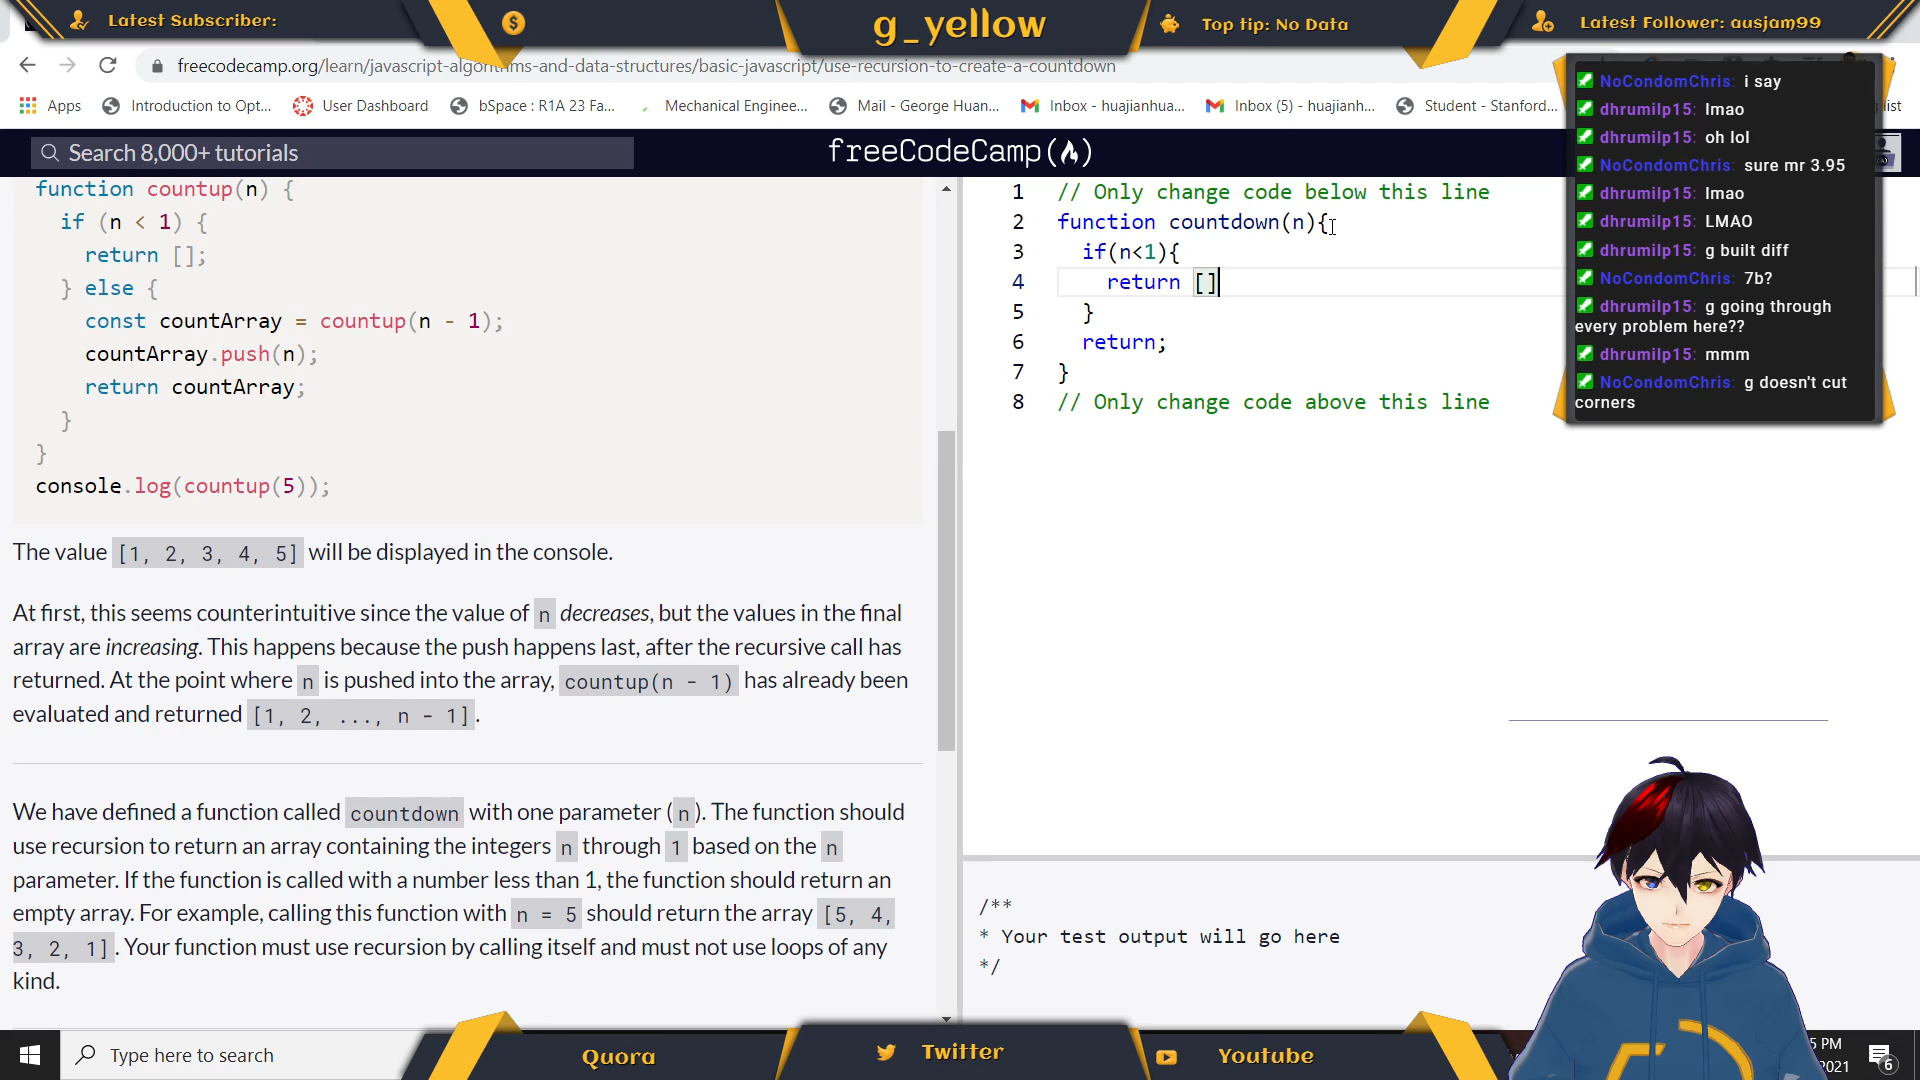 Latest Subscriber:
g_yellow
Top tip: No Data
Latest Follower: ausjam99
freecodecamp.org/learn/javascript-algorithms-and-data-structures/basic-javascript/use-recursion-to-create-a-countdown
Apps
Introduction to Opt...
User Dashboard
bSpace : R1A 23 Fa...
Mechanical Enginee...
Mail - George Huan...
Inbox - huajianhua...
Inbox (5) - huajianh...
Student - Stanford...
Search 8,000+ tutorials
freeCodeCamp(🔥)
function countup(n) {
if (n < 1) {
return [];
} else {
const countArray = countup(n - 1);
countArray.push(n);
return countArray;
}
}
console.log(countup(5));
The value [1, 2, 3, 4, 5] will be displayed in the console.
At first, this seems counterintuitive since the value of n decreases, but the values in the final
array are increasing. This happens because the push happens last, after the recursive call has
returned. At the point where n is pushed into the array, countup(n - 1) has already been
evaluated and returned [1, 2, ..., n - 1].
We have defined a function called countdown with one parameter (n). The function should
use recursion to return an array containing the integers n through 1 based on the n
parameter. If the function is called with a number less than 1, the function should return an
empty array. For example, calling this function with n = 5 should return the array [5, 4,
3, 2, 1]. Your function must use recursion by calling itself and must not use loops of any
kind.
1 // Only change code below this line
2 function countdown(n){
3 if(n<1){
4 return []
5 }
6 return;
7 }
8 // Only change code above this line
/**
* Your test output will go here
*/
NoCondomChris: i say
dhrumilp15: lmao
dhrumilp15: oh lol
NoCondomChris: sure mr 3.95
dhrumilp15: lmao
dhrumilp15: LMAO
dhrumilp15: g built diff
NoCondomChris: 7b?
dhrumilp15: g going through
every problem here??
dhrumilp15: mmm
NoCondomChris: g doesn't cut
corners
Type here to search
Quora
Twitter
Youtube
5 PM
2021
6